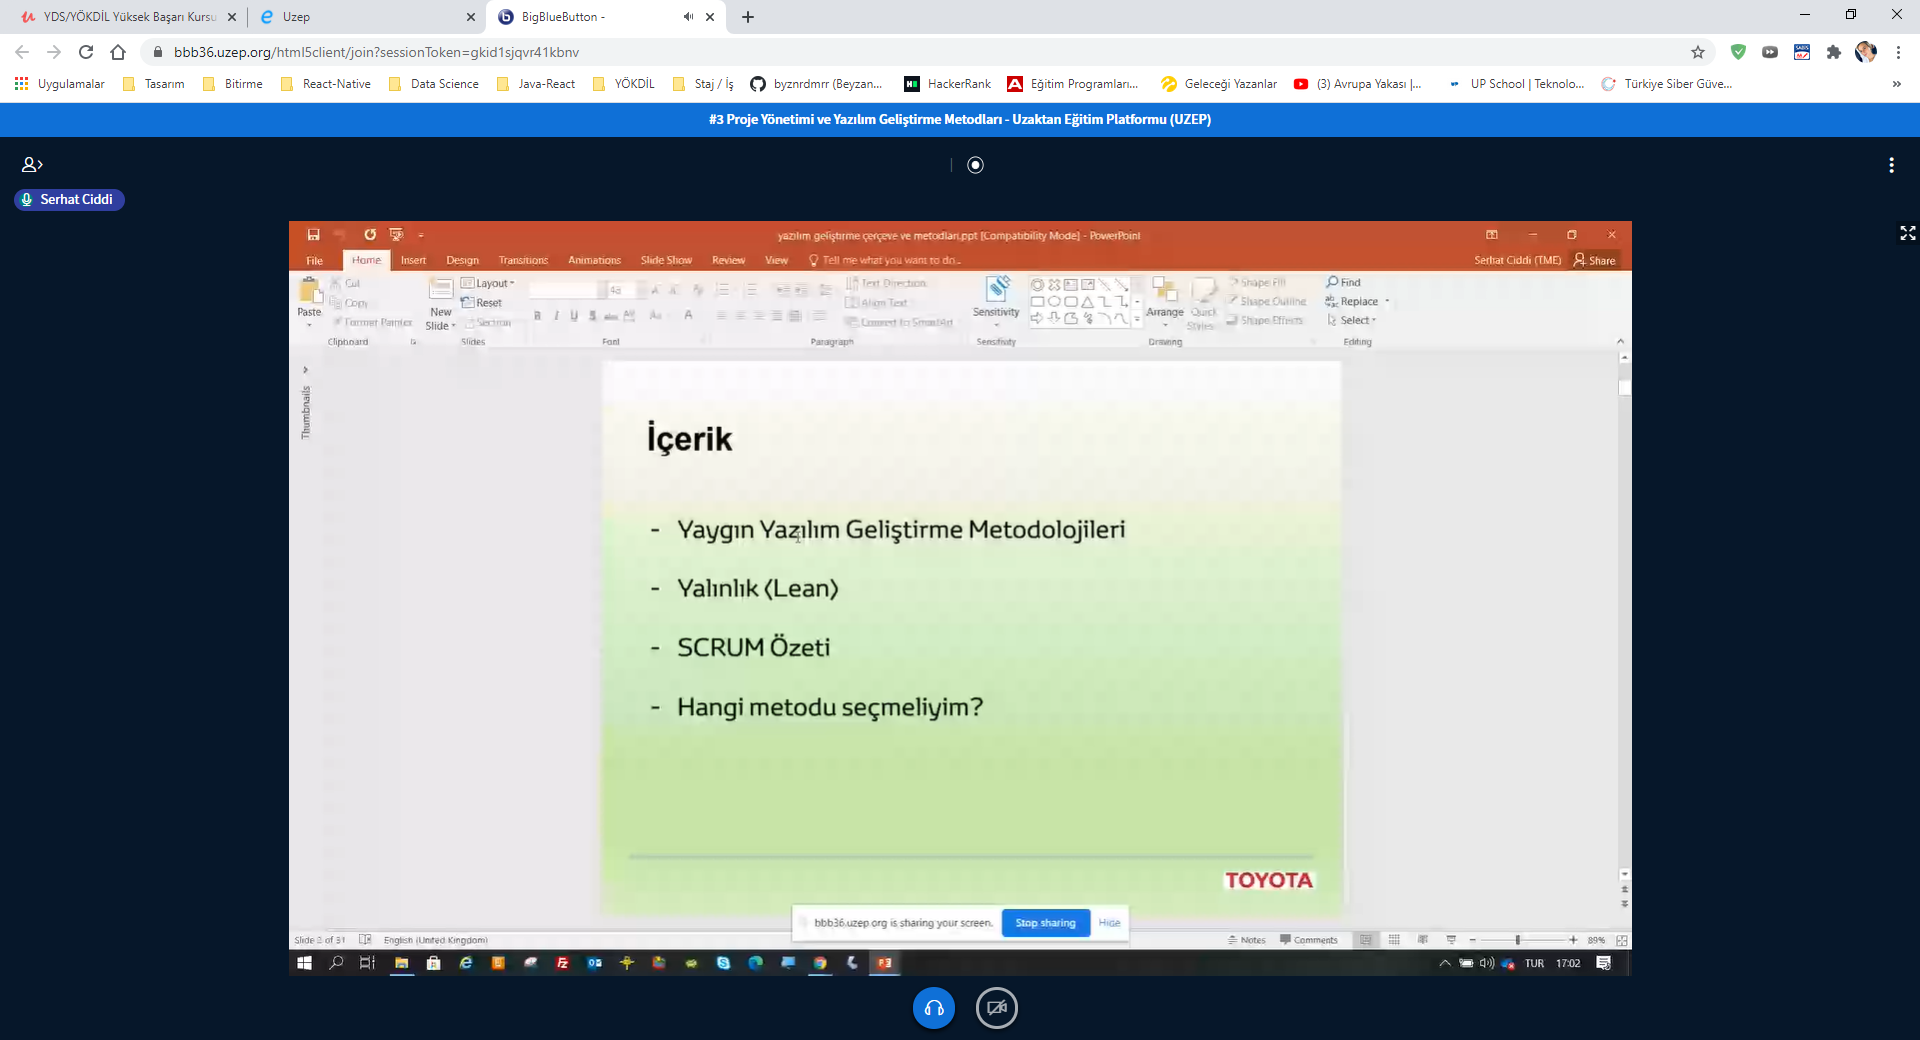 YDS/YÖKDİL Yüksek Başarı Kursu
Uzep
BigBlueButton -
bbb36.uzep.org/html5client/join?sessionToken=gkid1sjqvr41kbnv
Uygulamalar
Tasarım
Bitirme
React-Native
Data Science
Java-React
YÖKDİL
Staj / İş
byznrdmrr (Beyzan...
HackerRank
Eğitim Programları...
Geleceği Yazanlar
(3) Avrupa Yakası |...
UP School | Teknolo...
Türkiye Siber Güve...
#3 Proje Yönetimi ve Yazılım Geliştirme Metodları - Uzaktan Eğitim Platformu (UZEP)
Serhat Ciddi
yazılım geliştirme çerçeve ve metodları.ppt [Compatibility Mode] - PowerPoint
File
Home
Insert
Design
Transitions
Animations
Slide Show
Review
View
Tell me what you want to do...
Serhat Ciddi (TME)
Share
Paste
Cut
Copy
Format Painter
Clipboard
New
Slide
Layout
Reset
Section
Slides
48
Font
Text Direction
Align Text
Convert to SmartArt
Paragraph
Sensitivity
Sensitivity
Arrange
Quick
Styles
Shape Fill
Shape Outline
Shape Effects
Drawing
Find
Replace
Select
Editing
Thumbnails
İçerik
- Yaygın Yazılım Geliştirme Metodolojileri
- Yalınlık (Lean)
- SCRUM Özeti
- Hangi metodu seçmeliyim?
TOYOTA
bbb36.uzep.org is sharing your screen.
Stop sharing
Hide
English (United Kingdom)
Notes
Comments
89%
TUR
17:02